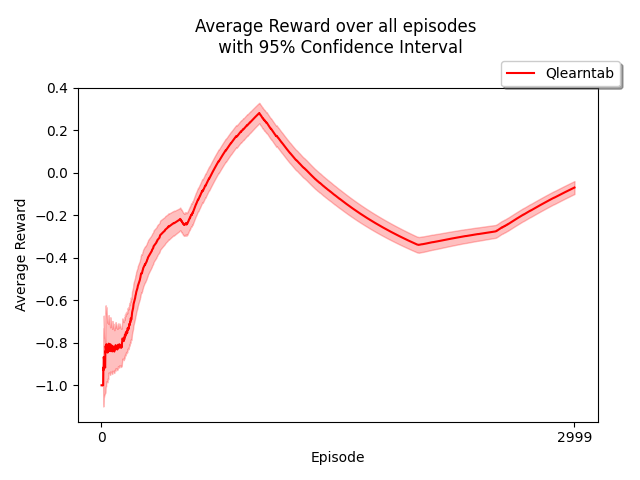 Average Reward over all episodes
with 95% Confidence Interval
Qlearntab
0.4
0.2
0.0
−0.2
−0.4
−0.6
−0.8
−1.0
Average Reward
0
2999
Episode